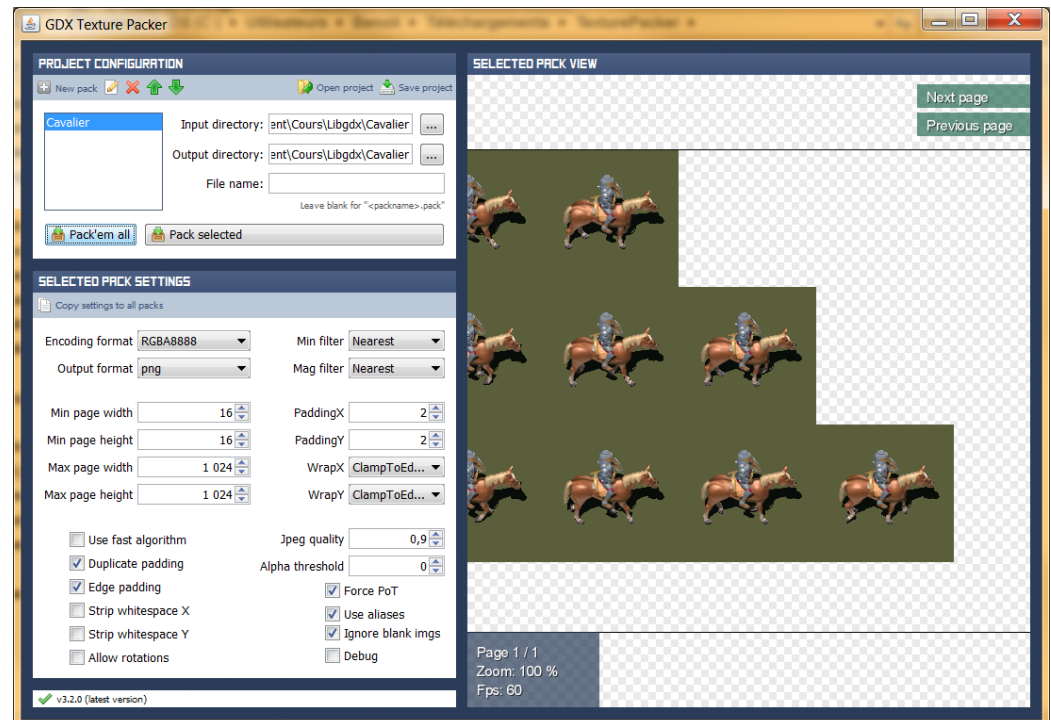 GDX Texture Packer
PROJECT CONFIGURATION
New pack
Open project
Save project
Cavalier
Input directory: ent\Cours\Libgdx\Cavalier ...
Output directory: ent\Cours\Libgdx\Cavalier ...
File name:
Leave blank for "<packname>.pack"
Pack'em all
Pack selected
SELECTED PACK SETTINGS
Copy settings to all packs
Encoding format RGBA8888
Min filter Nearest
Output format png
Mag filter Nearest
Min page width 16
PaddingX 2
Min page height 16
PaddingY 2
Max page width 1 024
WrapX ClampToEd...
Max page height 1 024
WrapY ClampToEd...
Use fast algorithm
Jpeg quality 0,9
Duplicate padding
Alpha threshold 0
Edge padding
Force PoT
Strip whitespace X
Use aliases
Strip whitespace Y
Ignore blank imgs
Allow rotations
Debug
v3.2.0 (latest version)
SELECTED PACK VIEW
Next page
Previous page
Page 1 / 1
Zoom: 100 %
Fps: 60